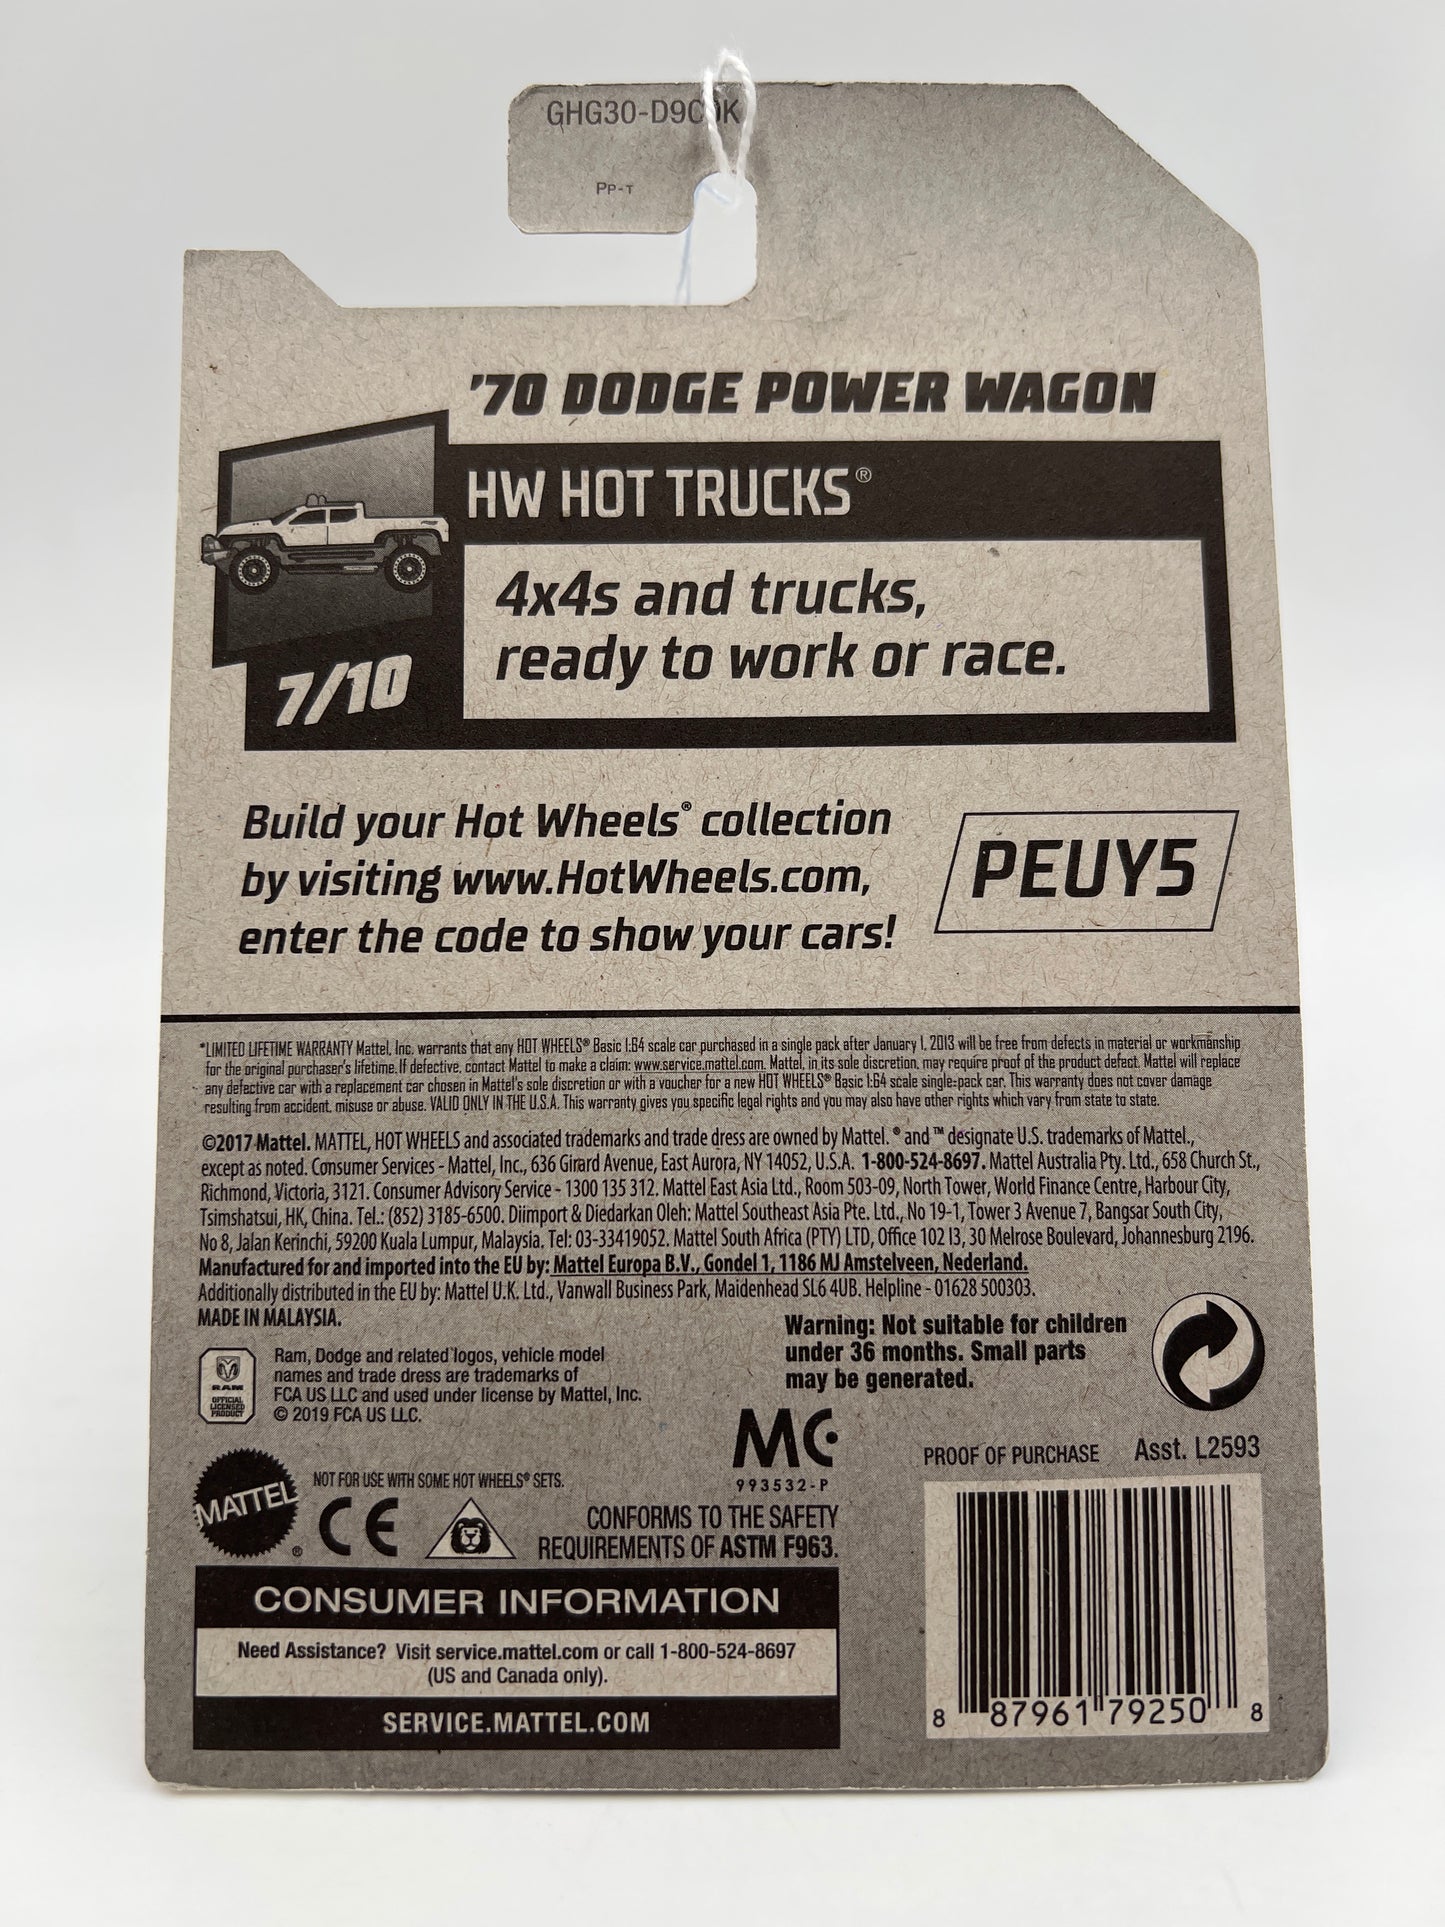 GHG30-D9C0K
PP-T
'70 DODGE POWER WAGON
HW HOT TRUCKS®
4x4s and trucks,
ready to work or race.
7/10
Build your Hot Wheels® collection
by visiting www.HotWheels.com,
enter the code to show your cars!
PEUY5
*LIMITED LIFETIME WARRANTY Mattel, Inc. warrants that any HOT WHEELS® Basic 1:64 scale car purchased in a single pack after January 1, 2013 will be free from defects in material or workmanship
for the original purchaser's lifetime. If defective, contact Mattel to make a claim: www.service.mattel.com. Mattel, in its sole discretion, may require proof of the product defect. Mattel will replace
any defective car with a replacement car chosen in Mattel's sole discretion or with a voucher for a new HOT WHEELS® Basic 1:64 scale single-pack car. This warranty does not cover damage
resulting from accident, misuse or abuse. VALID ONLY IN THE U.S.A. This warranty gives you specific legal rights and you may also have other rights which vary from state to state.
©2017 Mattel. MATTEL, HOT WHEELS and associated trademarks and trade dress are owned by Mattel. ® and ™ designate U.S. trademarks of Mattel.,
except as noted. Consumer Services - Mattel, Inc., 636 Girard Avenue, East Aurora, NY 14052, U.S.A. 1-800-524-8697. Mattel Australia Pty. Ltd., 658 Church St.,
Richmond, Victoria, 3121. Consumer Advisory Service - 1300 135 312. Mattel East Asia Ltd., Room 503-09, North Tower, World Finance Centre, Harbour City,
Tsimshatsui, HK, China. Tel.: (852) 3185-6500. Diimport & Diedarkan Oleh: Mattel Southeast Asia Pte. Ltd., No 19-1, Tower 3 Avenue 7, Bangsar South City,
No 8, Jalan Kerinchi, 59200 Kuala Lumpur, Malaysia. Tel: 03-33419052. Mattel South Africa (PTY) LTD, Office 102 I3, 30 Melrose Boulevard, Johannesburg 2196.
Manufactured for and imported into the EU by: Mattel Europa B.V., Gondel 1, 1186 MJ Amstelveen, Nederland.
Additionally distributed in the EU by: Mattel U.K. Ltd., Vanwall Business Park, Maidenhead SL6 4UB. Helpline - 01628 500303.
MADE IN MALAYSIA.
Warning: Not suitable for children
under 36 months. Small parts
may be generated.
RAM
OFFICIAL
LICENSED
PRODUCT
Ram, Dodge and related logos, vehicle model
names and trade dress are trademarks of
FCA US LLC and used under license by Mattel, Inc.
© 2019 FCA US LLC.
MC
993532-P
PROOF OF PURCHASE Asst. L2593
MATTEL®
NOT FOR USE WITH SOME HOT WHEELS® SETS.
CE
CONFORMS TO THE SAFETY
REQUIREMENTS OF ASTM F963.
CONSUMER INFORMATION
Need Assistance? Visit service.mattel.com or call 1-800-524-8697
(US and Canada only).
SERVICE.MATTEL.COM
8 87961 79250 8